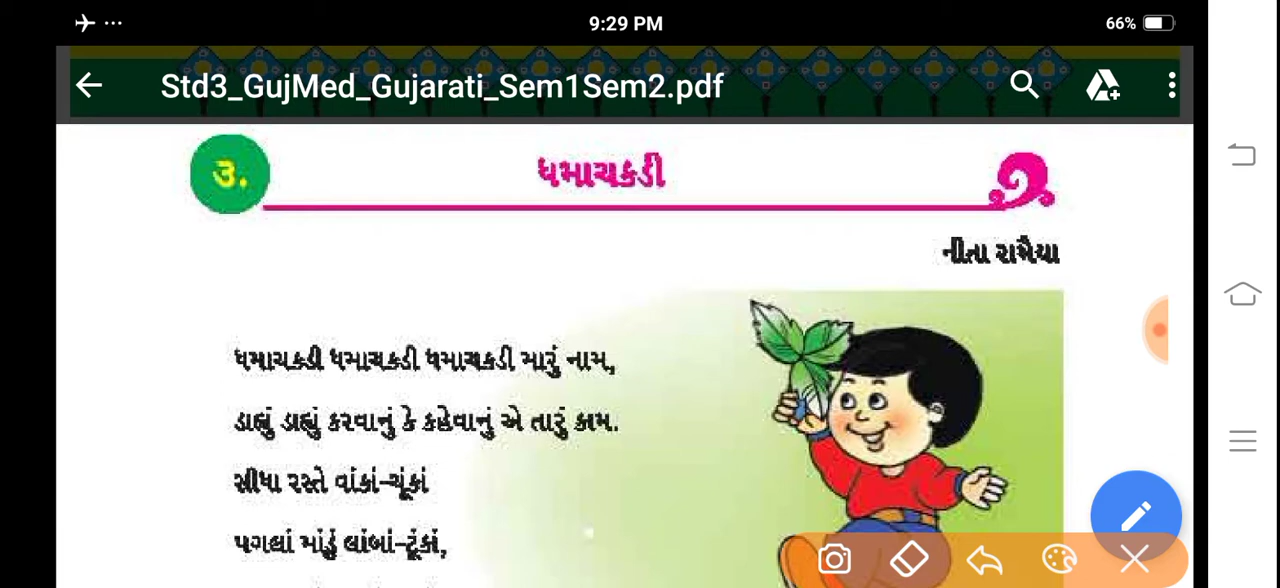 9:29 PM
66%
Std3_GujMed_Gujarati_Sem1Sem2.pdf
૩.
ધમાચકડી
નીતા રામૈયા
ધમાચકડી ધમાચકડી ધમાચકડી મારું નામ,
ડાહ્યું ડાહ્યું કરવાનું કે કહેવાનું એ તારું કામ.
સીધા રસ્તે વાંકાં-ચૂંકાં
પગલાં માંડું લાંબાં-ટૂંકાં,